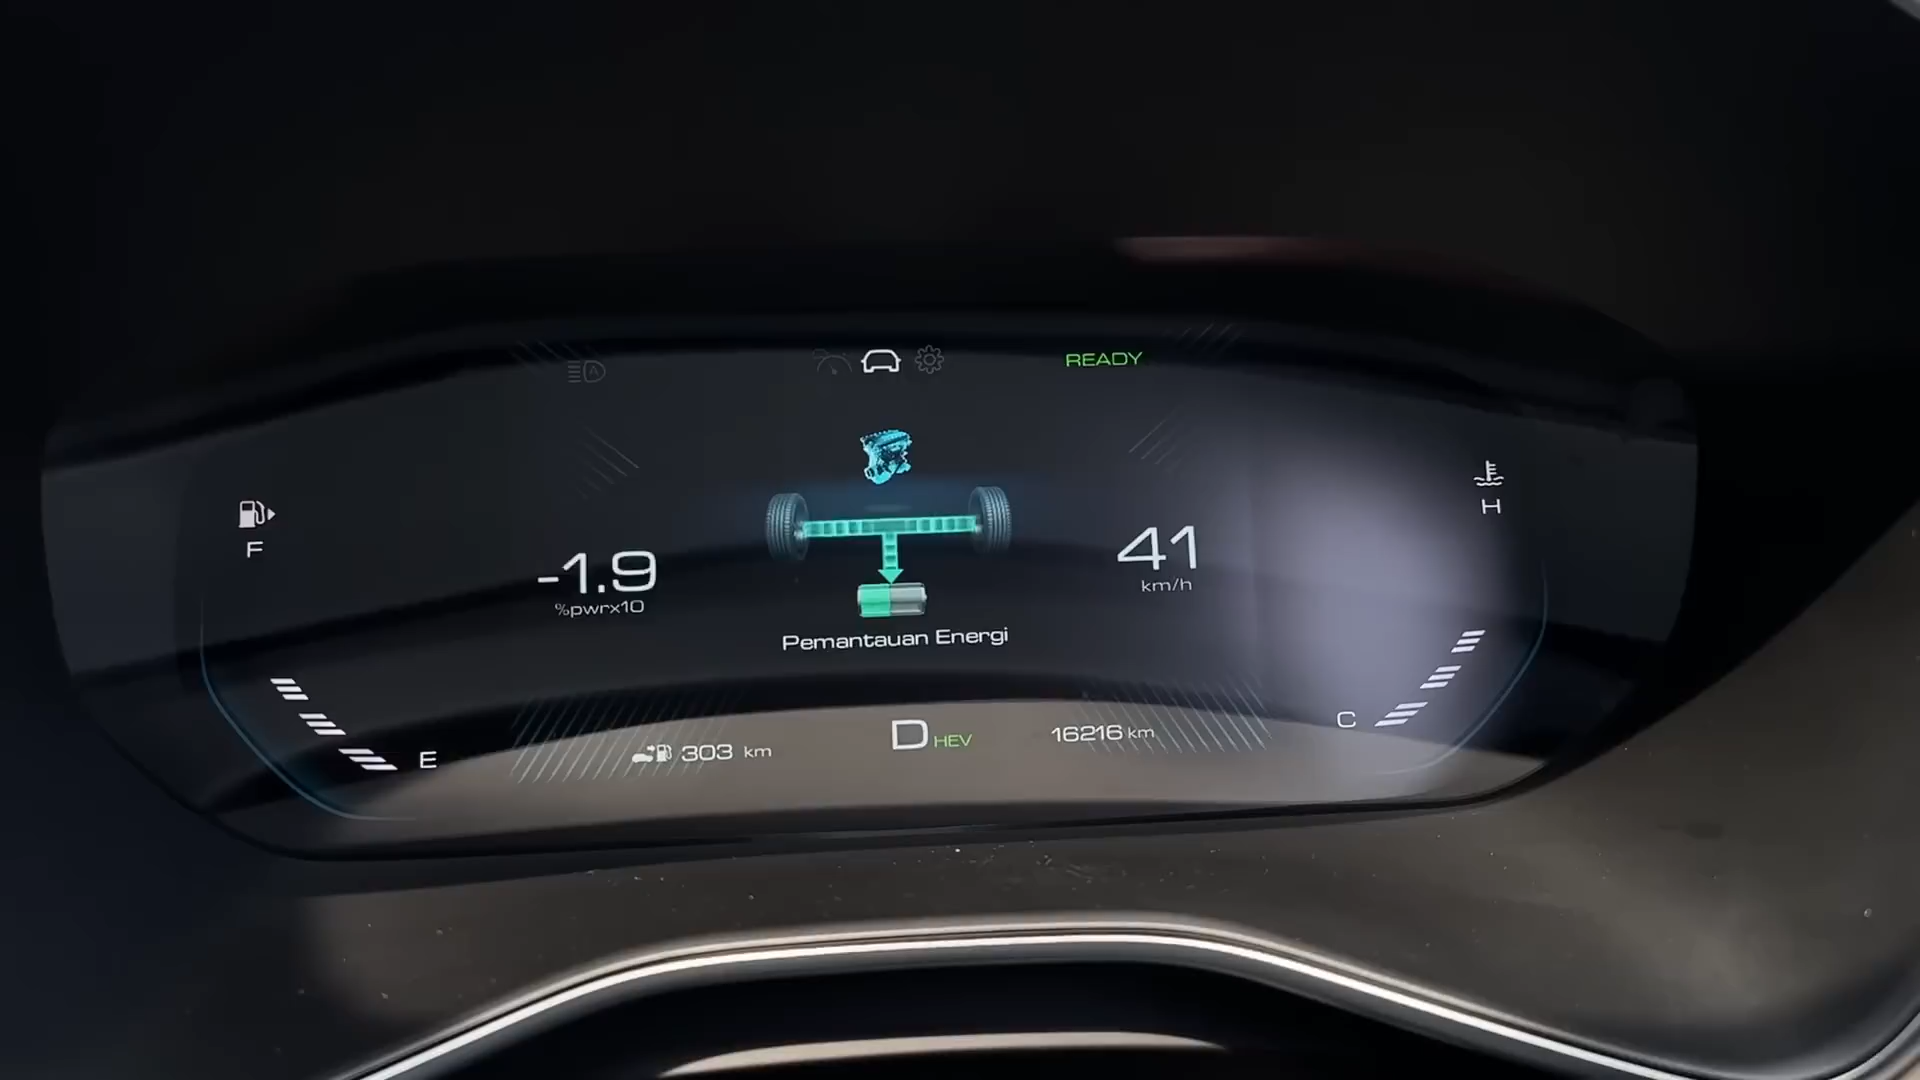 READY
F
H
-1.9
%pwrx10
41
km/h
Pemantauan Energi
E
C
303 km
D HEV
16216 km